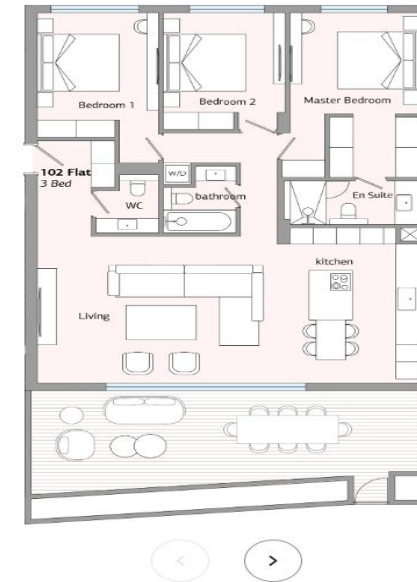 Bedroom 1
Bedroom 2
Master Bedroom
102 Flat
3 Bed
W/D
bathroom
WC
En Suite
kitchen
Living